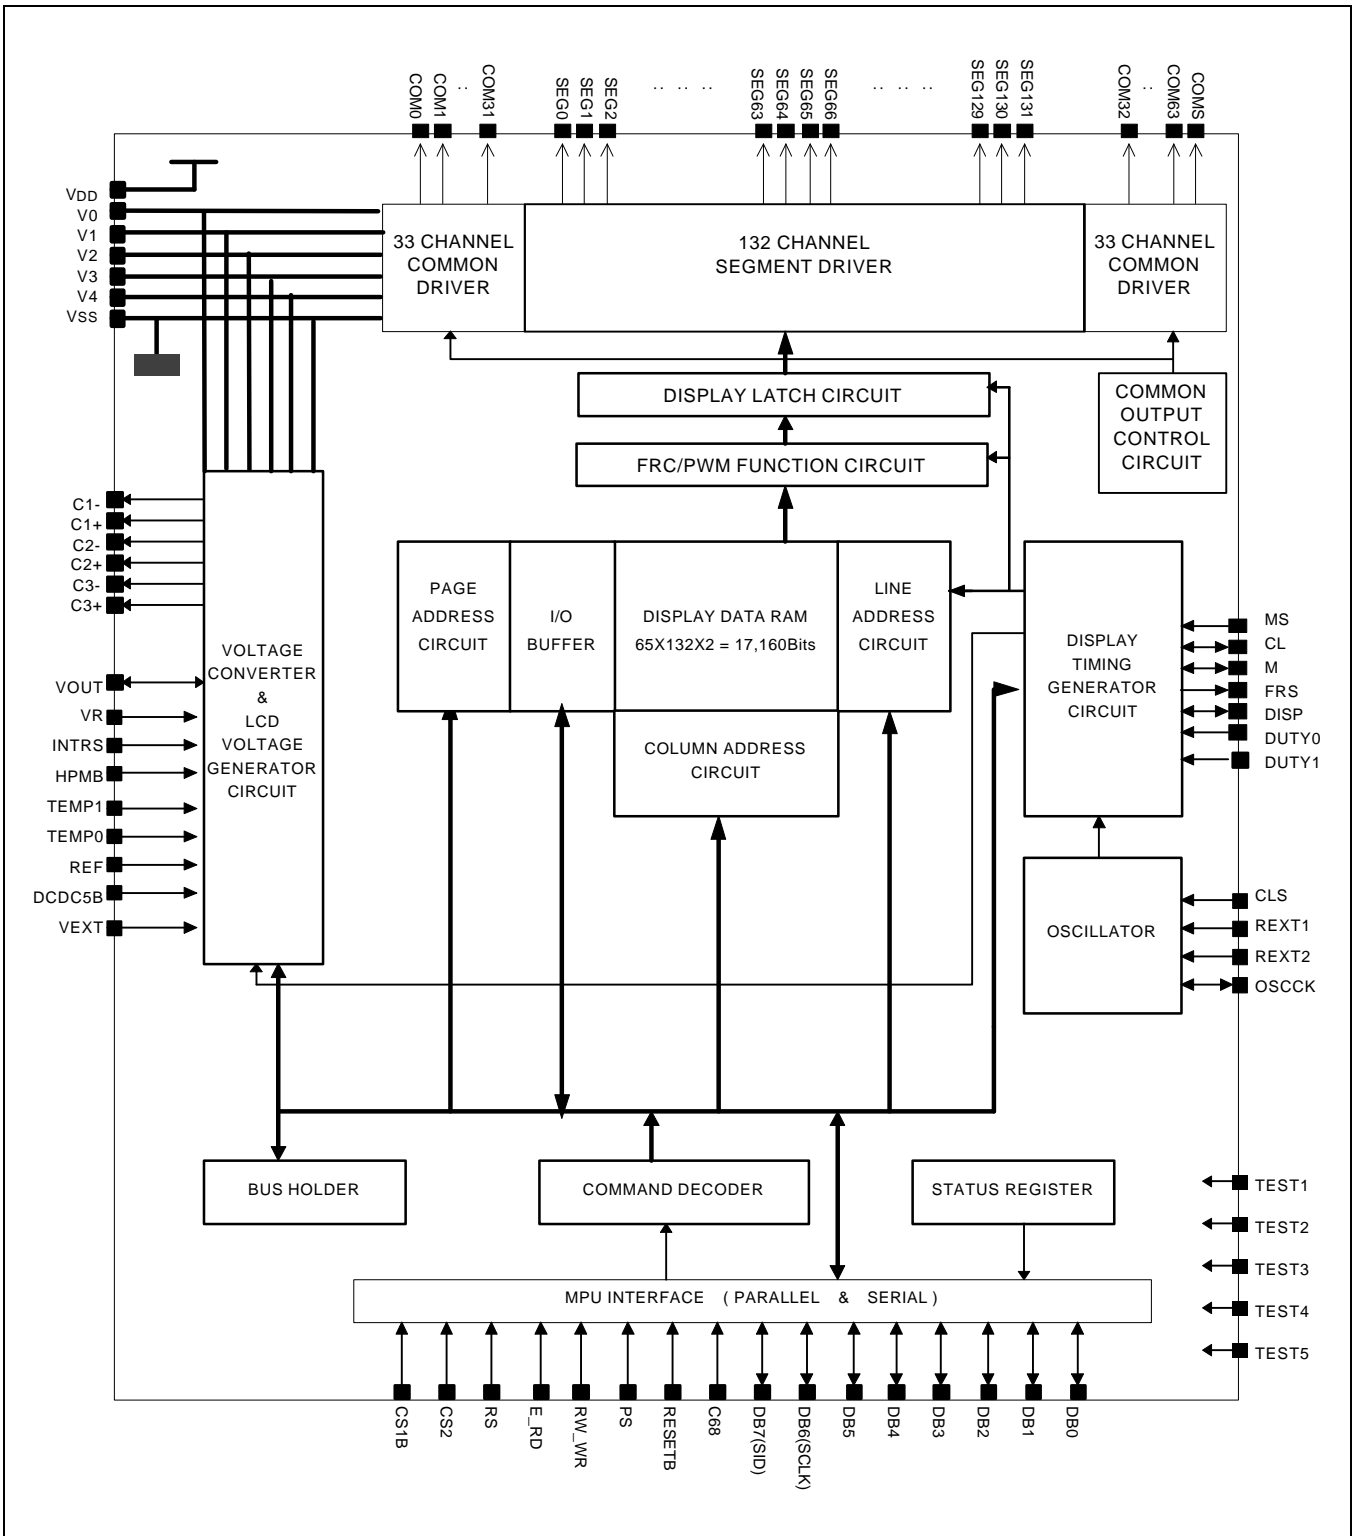 COM0
COM1
..
COM31
SEG0
SEG1
SEG2
.. .. ..
SEG63
SEG64
SEG65
SEG66
.. .. ..
SEG129
SEG130
SEG131
COM32
..
COM63
COMS
VDD
V0
V1
V2
V3
V4
VSS
33 CHANNEL
COMMON
DRIVER
132 CHANNEL
SEGMENT DRIVER
33 CHANNEL
COMMON
DRIVER
DISPLAY LATCH CIRCUIT
FRC/PWM FUNCTION CIRCUIT
COMMON
OUTPUT
CONTROL
CIRCUIT
C1-
C1+
C2-
C2+
C3-
C3+
VOUT
VR
INTRS
HPMB
TEMP1
TEMP0
REF
DCDC5B
VEXT
VOLTAGE
CONVERTER
&
LCD
VOLTAGE
GENERATOR
CIRCUIT
PAGE
ADDRESS
CIRCUIT
I/O
BUFFER
DISPLAY DATA RAM
65X132X2 = 17,160Bits
LINE
ADDRESS
CIRCUIT
COLUMN ADDRESS
CIRCUIT
DISPLAY
TIMING
GENERATOR
CIRCUIT
MS
CL
M
FRS
DISP
DUTY0
DUTY1
OSCILLATOR
CLS
REXT1
REXT2
OSCCK
BUS HOLDER
COMMAND DECODER
STATUS REGISTER
TEST1
TEST2
TEST3
TEST4
TEST5
MPU INTERFACE ( PARALLEL & SERIAL )
CS1B
CS2
RS
E_RD
RW_WR
PS
RESETB
C68
DB7(SID)
DB6(SCLK)
DB5
DB4
DB3
DB2
DB1
DB0